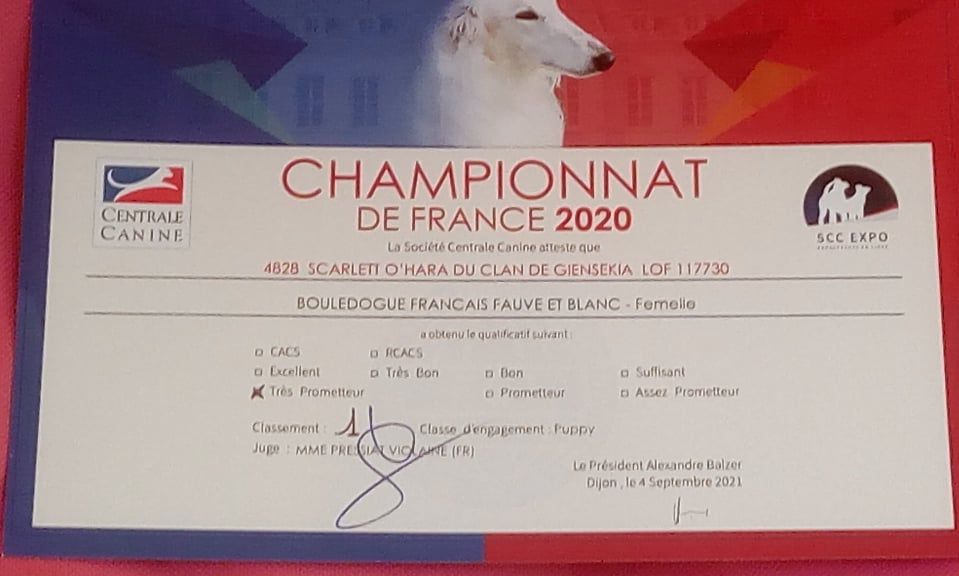 CENTRALE
CANINE
CHAMPIONNAT
DE FRANCE 2020
SCC EXPO
La Société Centrale Canine atteste que
4828 SCARLETT O'HARA DU CLAN DE GIENSEKIA LOF 117730
BOULEDOGUE FRANCAIS FAUVE ET BLANC - Femelle
a obtenu le qualificatif suivant :
CACS RCACS
Excellent Très Bon Bon Suffisant
Très Prometteur Prometteur Assez Prometteur
Classement : 1 Classe d'engagement : Puppy
Juge : MME PRESSIAT VIOLAINE (FR)
Le Président Alexandre Balzer
Dijon , le 4 Septembre 2021